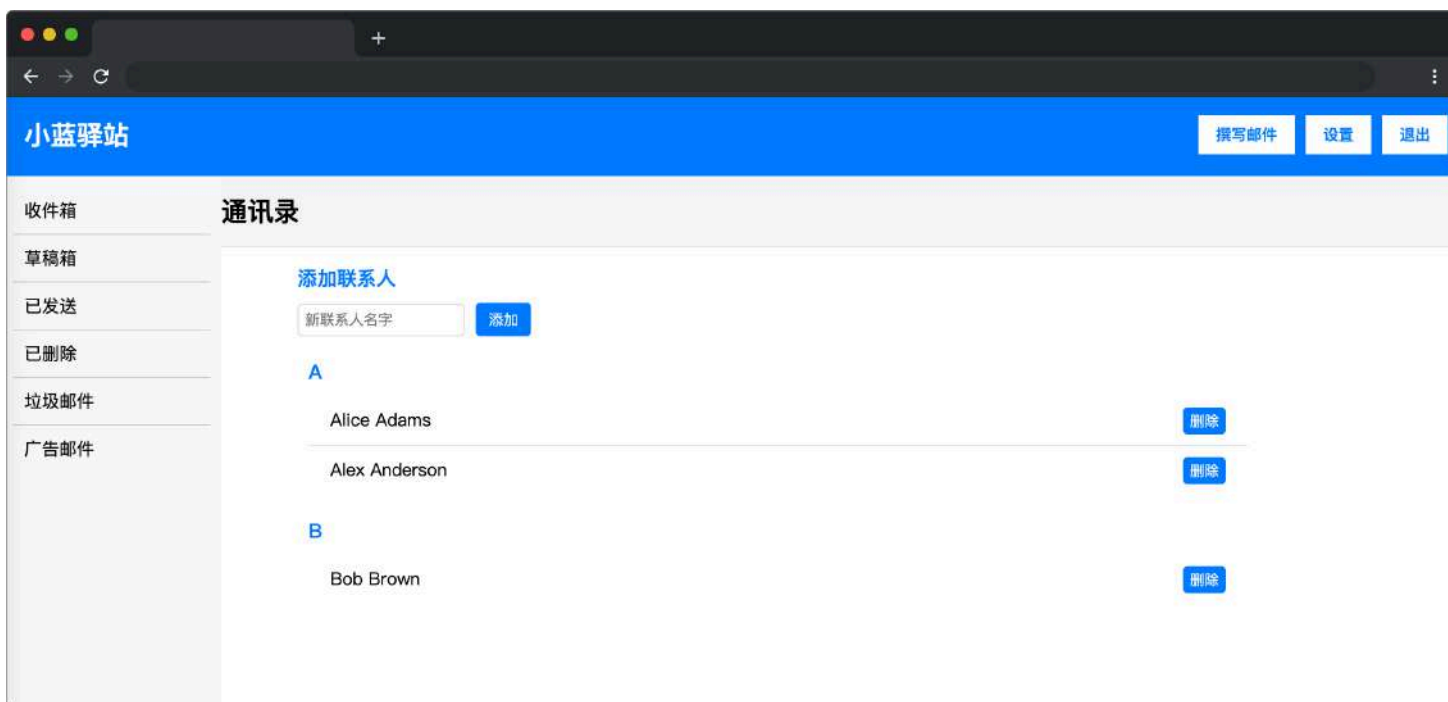 小蓝驿站
撰写邮件 设置 退出
收件箱
草稿箱
已发送
已删除
垃圾邮件
广告邮件
通讯录
添加联系人
新联系人名字 添加
A
Alice Adams 删除
Alex Anderson 删除
B
Bob Brown 删除